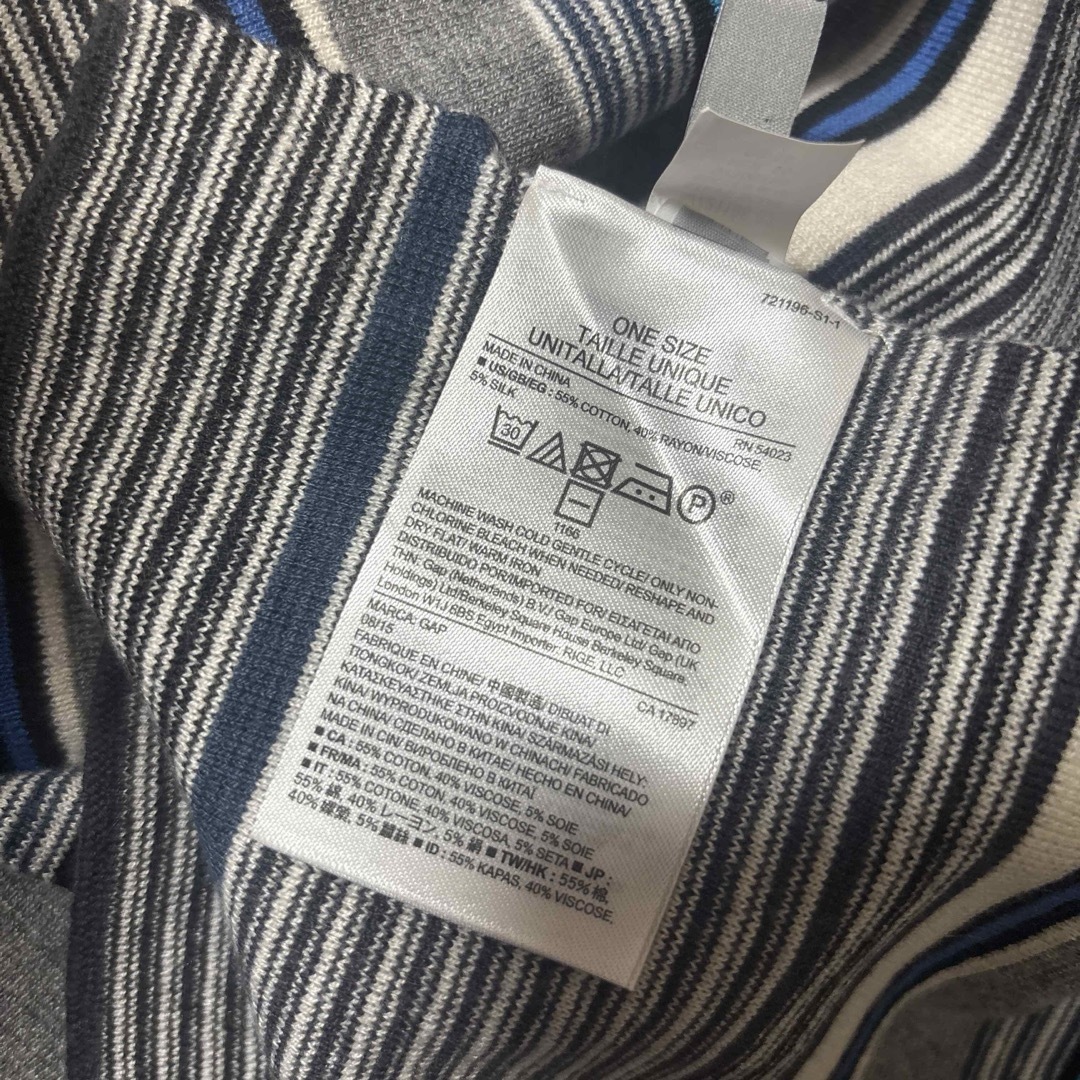 721196-S1-1
ONE SIZE
TAILLE UNIQUE
UNITALLA/TALLE UNICO
RN 54023
MADE IN CHINA
■ US/GB/EG : 55% COTTON, 40% RAYON/VISCOSE,
5% SILK
30
P
®
1166
MACHINE WASH COLD GENTLE CYCLE/ ONLY NON-
CHLORINE BLEACH WHEN NEEDED/ RESHAPE AND
DRY FLAT/ WARM IRON
DISTRIBUIDO POR/IMPORTED FOR/ ΕΙΣΑΓΕΤΑΙ ΑΠΟ
ΤΗΝ: Gap (Netherlands) B.V./ Gap Europe Ltd/ Gap (UK
Holdings) Ltd/Berkeley Square House Berkeley Square,
London W1J 6BS Egypt Importer: RIGE, LLC
CA 17897
MARCA: GAP
08/15
FABRIQUE EN CHINE/ 中國製造/ DIBUAT DI
TIONGKOK/ ZEMLJA PROIZVODNJE KINA/
ΚΑΤΑΣΚΕΥΑΣΤΗΚΕ ΣΤΗΝ ΚΙΝΑ/ SZÁRMAZÁSI HELY:
KINA/ WYPRODUKOWANO W CHINACH/ FABRICADO
NA CHINA/ СДЕЛАНО В КИТАЕ/ HECHO EN CHINA/
MADE IN CIN/ ВИРОБЛЕНО В КИТАЇ
■ CA : 55% COTON, 40% VISCOSE, 5% SOIE
■ FR/MA : 55% COTON, 40% VISCOSE, 5% SOIE
■ IT : 55% COTONE, 40% VISCOSA, 5% SETA ■ JP :
55% 綿, 40% レーヨン, 5% 絹 ■ TW/HK : 55% 綿,
40% 嫘縈, 5% 蠶絲 ■ ID : 55% KAPAS, 40% VISCOSE,